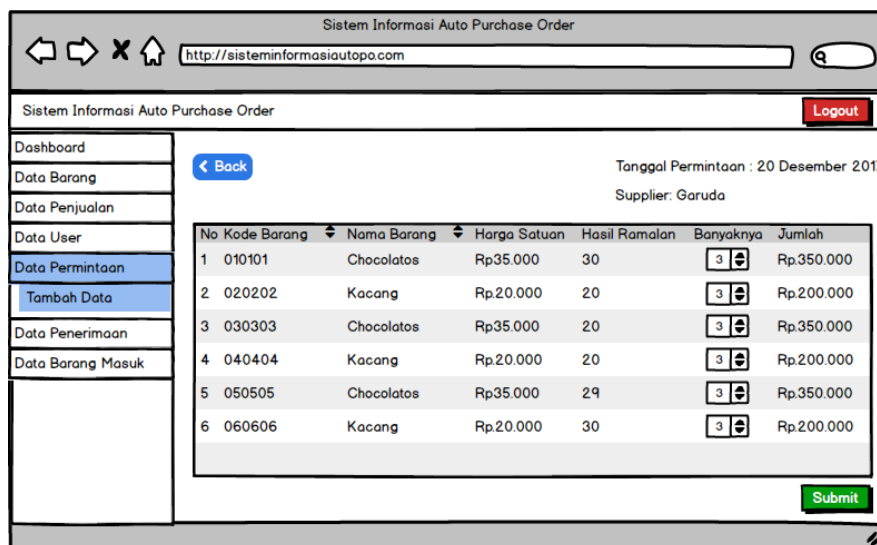 Sistem Informasi Auto Purchase Order
http://sisteminformasiautopo.com
Sistem Informasi Auto Purchase Order Logout
Dashboard
Data Barang
Data Penjualan
Data User
Data Permintaan
Tambah Data
Data Penerimaan
Data Barang Masuk
Back
Tanggal Permintaan : 20 Desember 201
Supplier: Garuda
No Kode Barang Nama Barang Harga Satuan Hasil Ramalan Banyaknya Jumlah
1 010101 Chocolatos Rp35.000 30 3 Rp.350.000
2 020202 Kacang Rp.20.000 20 3 Rp.200.000
3 030303 Chocolatos Rp35.000 20 3 Rp.350.000
4 040404 Kacang Rp.20.000 20 3 Rp.200.000
5 050505 Chocolatos Rp35.000 29 3 Rp.350.000
6 060606 Kacang Rp.20.000 30 3 Rp.200.000
Submit